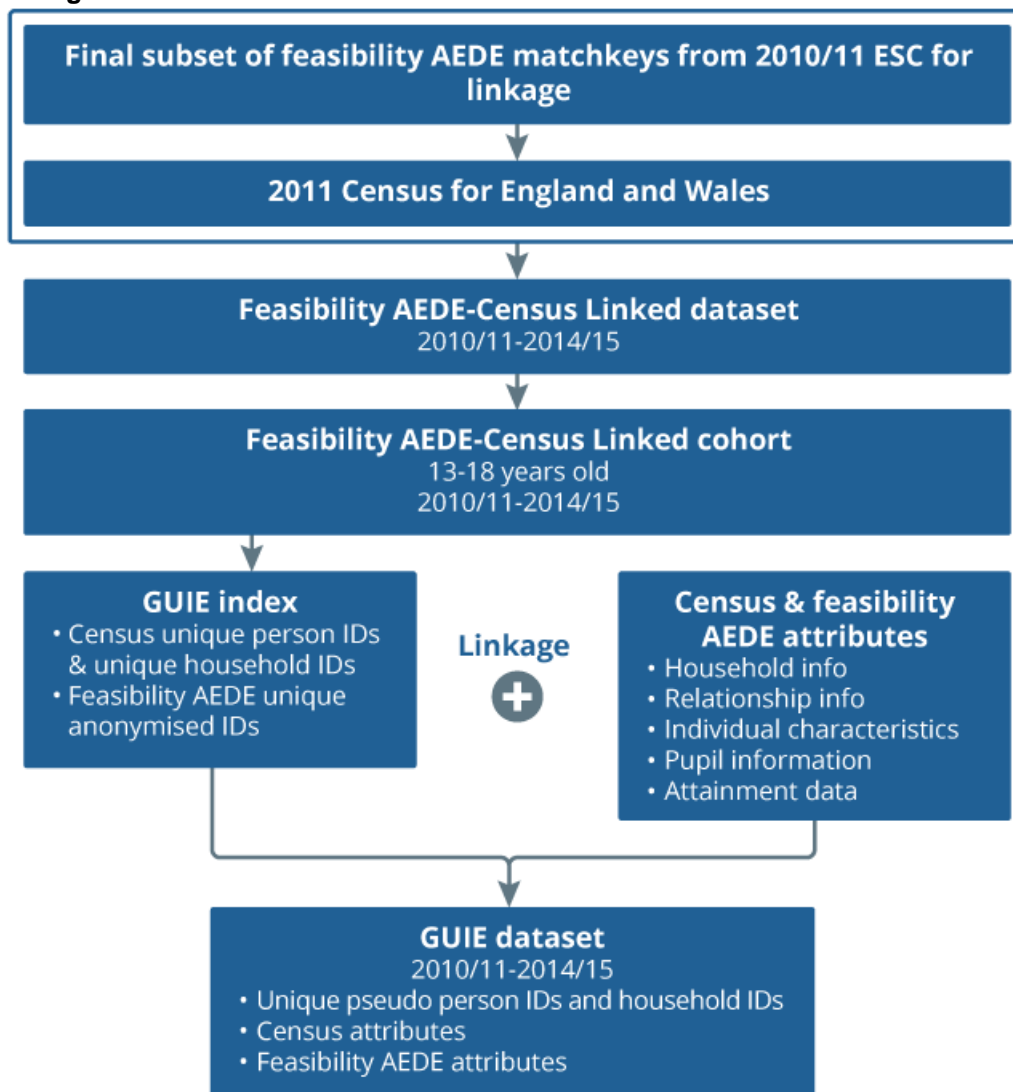 Final subset of feasibility AEDE matchkeys from 2010/11 ESC for
linkage
2011 Census for England and Wales
Feasibility AEDE-Census Linked dataset
2010/11-2014/15
Feasibility AEDE-Census Linked cohort
13-18 years old
2010/11-2014/15
GUIE index
• Census unique person IDs
& unique household IDs
• Feasibility AEDE unique
anonymised IDs
Linkage
Census & feasibility
AEDE attributes
• Household info
• Relationship info
• Individual characteristics
• Pupil information
• Attainment data
GUIE dataset
2010/11-2014/15
• Unique pseudo person IDs and household IDs
• Census attributes
• Feasibility AEDE attributes